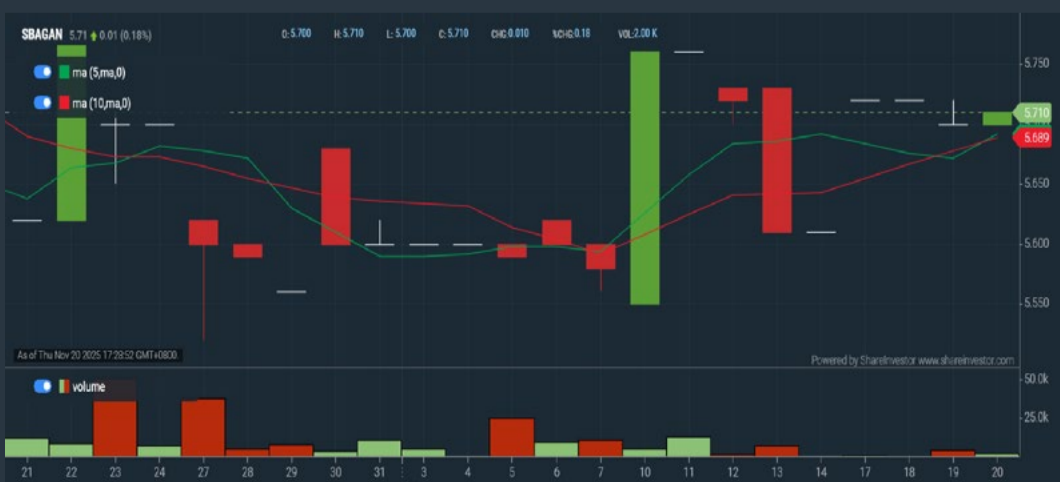 SBAGAN 5.71 0.01 (0.18%) O: 5.700 H: 5.710 L: 5.700 C: 5.710 CHG:0.010 %CHG:0.18 VOL:2.00 K
ma (5,ma,0)
ma (10,ma,0)
5.750
5.710
5.689
5.650
5.600
5.550
As of Thu Nov 20 2025 17:28:52 GMT+0800.
Powered by ShareInvestor www.shareinvestor.com
volume
50.0k
25.0k
21 22 23 24 27 28 29 30 31 3 4 5 6 7 10 11 12 13 14 17 18 19 20